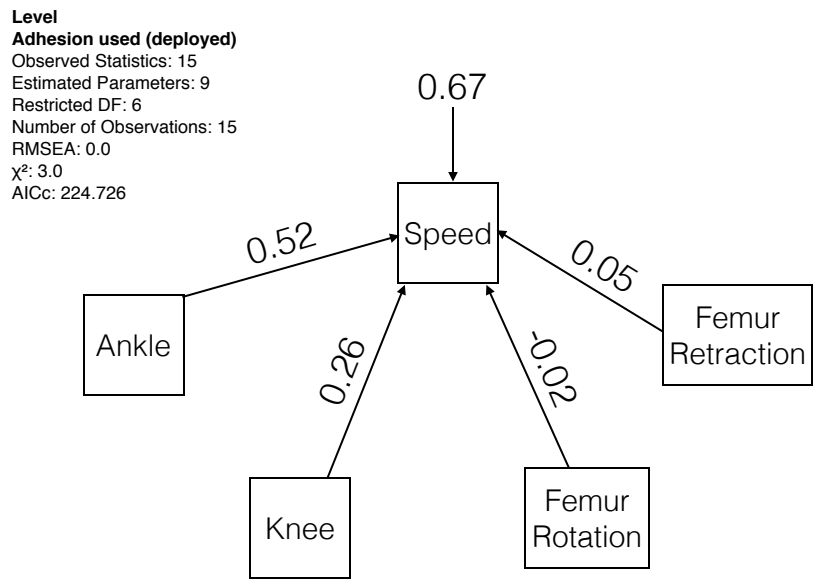 Level
Adhesion used (deployed)
Observed Statistics: 15
Estimated Parameters: 9
Restricted DF: 6
Number of Observations: 15
RMSEA: 0.0
χ²: 3.0
AICc: 224.726
0.67
Speed
0.52
0.05
Ankle
Femur
Retraction
0.26
-0.02
Knee
Femur
Rotation